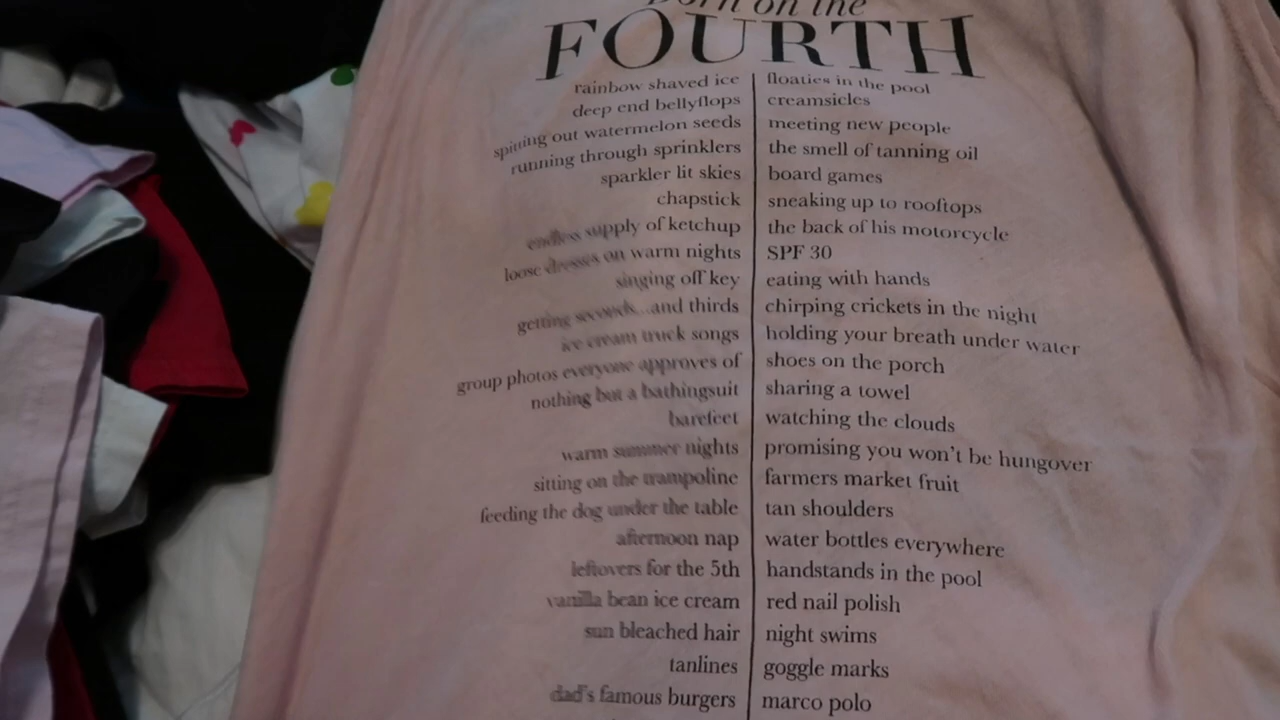 Born on the
FOURTH
rainbow shaved ice
deep end bellyflops
spitting out watermelon seeds
running through sprinklers
sparkler lit skies
chapstick
endless supply of ketchup
loose dresses on warm nights
singing off key
getting seconds...and thirds
ice cream truck songs
group photos everyone approves of
nothing but a bathingsuit
barefeet
warm summer nights
sitting on the trampoline
feeding the dog under the table
afternoon nap
leftovers for the 5th
vanilla bean ice cream
sun bleached hair
tanlines
dad's famous burgers
floaties in the pool
creamsicles
meeting new people
the smell of tanning oil
board games
sneaking up to rooftops
the back of his motorcycle
SPF 30
eating with hands
chirping crickets in the night
holding your breath under water
shoes on the porch
sharing a towel
watching the clouds
promising you won't be hungover
farmers market fruit
tan shoulders
water bottles everywhere
handstands in the pool
red nail polish
night swims
goggle marks
marco polo